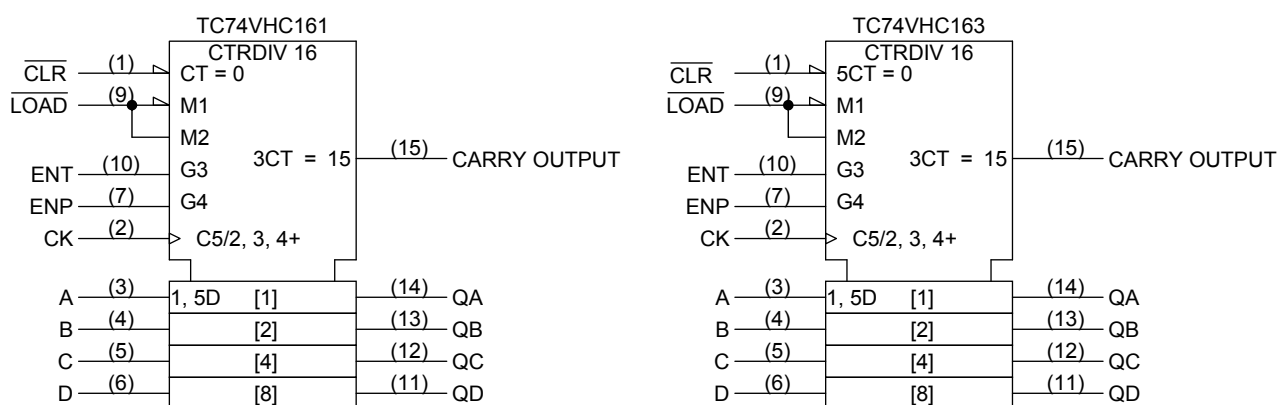 TC74VHC161
CTRDIV 16
CLR (1) CT = 0
LOAD (9) M1
M2
3CT = 15 (15) CARRY OUTPUT
ENT (10) G3
ENP (7) G4
CK (2) C5/2, 3, 4+
A (3) 1, 5D [1] (14) QA
B (4) [2] (13) QB
C (5) [4] (12) QC
D (6) [8] (11) QD
TC74VHC163
CTRDIV 16
CLR (1) 5CT = 0
LOAD (9) M1
M2
3CT = 15 (15) CARRY OUTPUT
ENT (10) G3
ENP (7) G4
CK (2) C5/2, 3, 4+
A (3) 1, 5D [1] (14) QA
B (4) [2] (13) QB
C (5) [4] (12) QC
D (6) [8] (11) QD